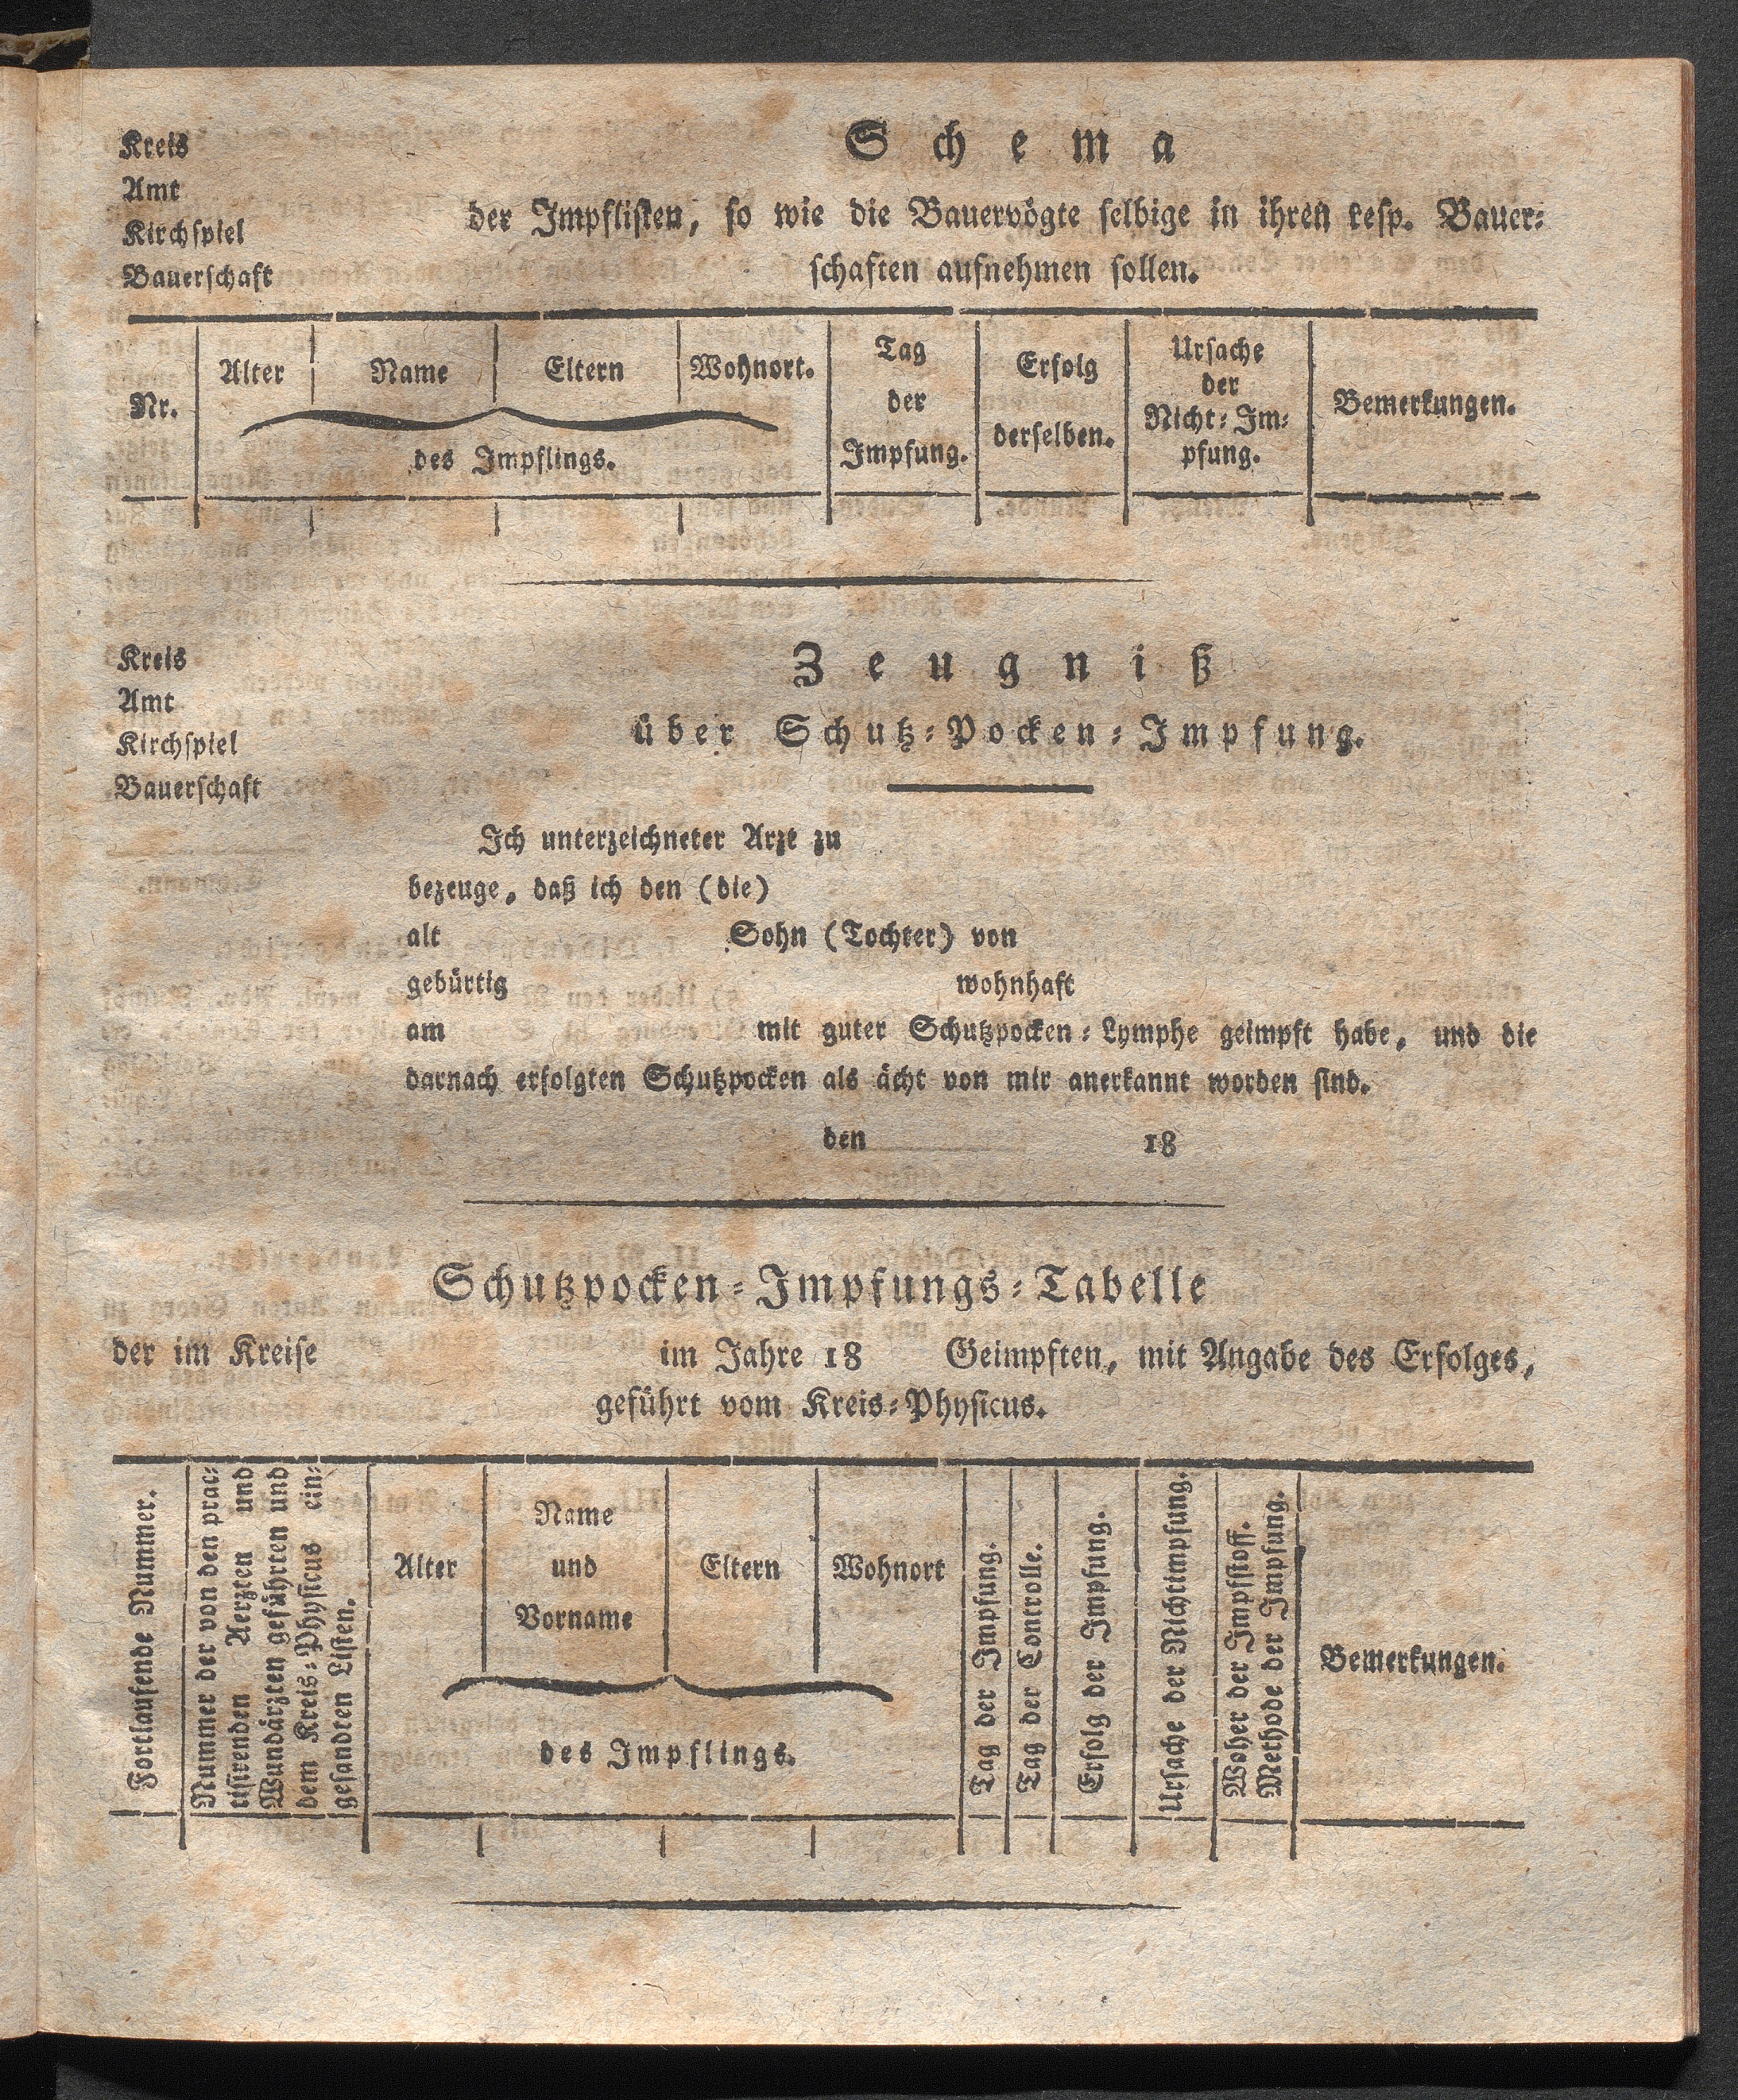 Kreis
Amt
Kirchspiel
Bauerschaft
Schema
der Impflisten, so wie die Bauervögte selbige in ihren resp. Bauer-
schaften aufnehmen sollen.
Nr.
Alter
Name
Eltern
Wohnort.
des Impflings.
Tag
der
Impfung.
Erfolg
derselben.
Ursache
der
Nicht-Im-
pfung.
Bemerkungen.
Kreis
Amt
Kirchspiel
Bauerschaft
Zeugniß
über Schutz-Pocken-Impfung.
Ich unterzeichneter Arzt zu
bezeuge, daß ich den (die)
alt Sohn (Tochter) von
gebürtig wohnhaft
am mit guter Schutzpocken-Lymphe geimpft habe, und die
darnach erfolgten Schutzpocken als ächt von mir anerkannt worden sind.
den 18
Schutzpocken-Impfungs-Tabelle
der im Kreise im Jahre 18 Geimpften, mit Angabe des Erfolges,
geführt vom Kreis-Physicus.
Fortlaufende Nummer.
Nummer der von den prac-
tisirenden Aerzten und
Wundärzten geführten und
dem Kreis-Physicus ein-
gesandten Listen.
Alter
Name
und
Vorname
Eltern
Wohnort
des Impflings.
Tag der Impfung.
Tag der Controlle.
Erfolg der Impfung.
Ursache der Nichtimpfung.
Woher der Impfstoff.
Methode der Impfung.
Bemerkungen.